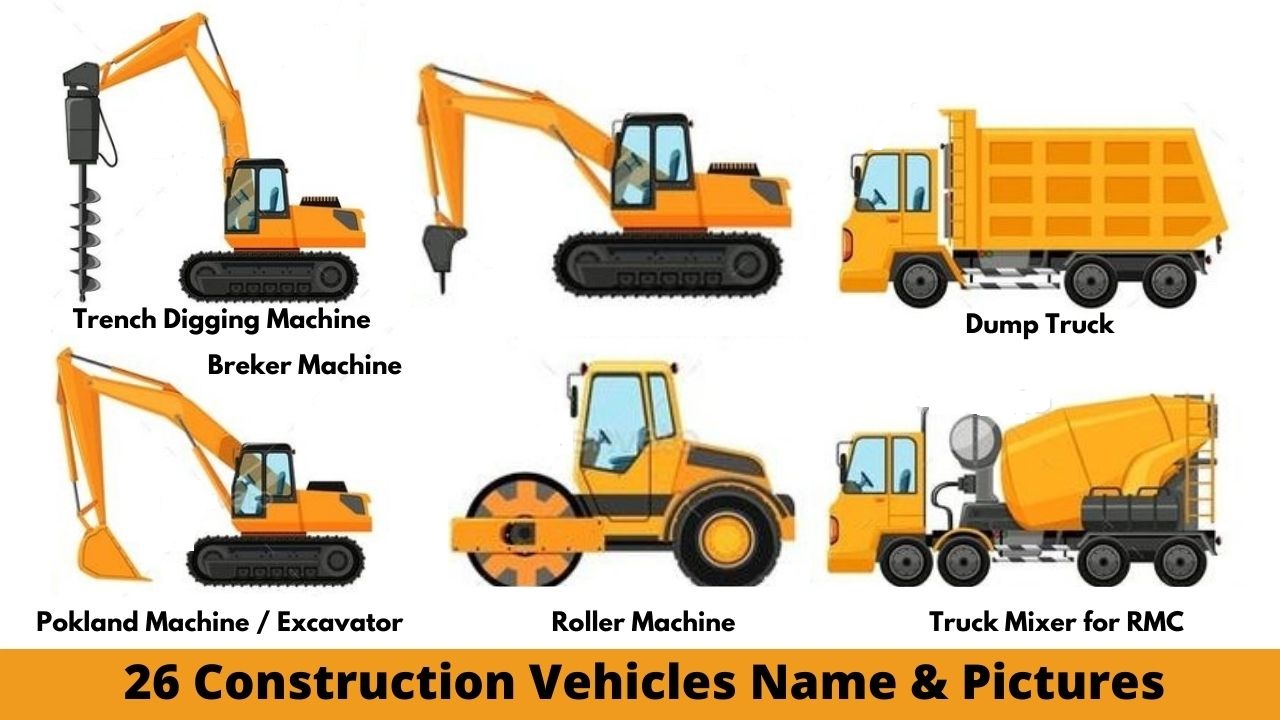 Trench Digging Machine
Dump Truck
Breker Machine
Pokland Machine / Excavator
Roller Machine
Truck Mixer for RMC
26 Construction Vehicles Name & Pictures